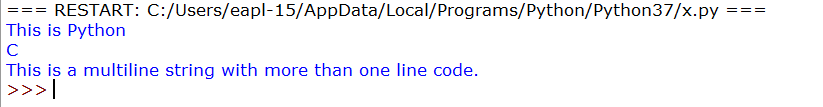 === RESTART: C:/Users/eapl-15/AppData/Local/Programs/Python/Python37/x.py ===
This is Python
C
This is a multiline string with more than one line code.
>>>